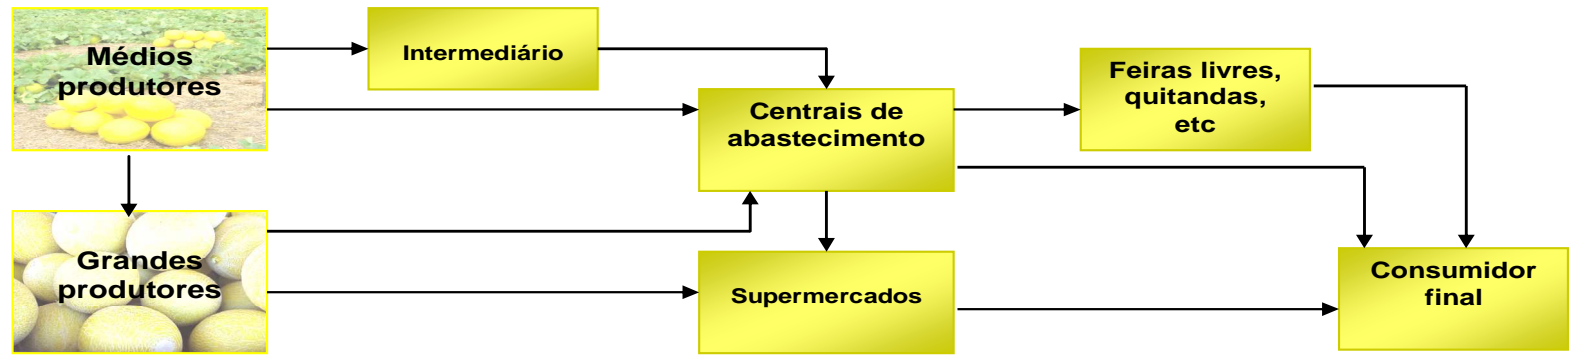 Médios
produtores
Intermediário
Centrais de
abastecimento
Feiras livres,
quitandas,
etc
Grandes
produtores
Supermercados
Consumidor
final